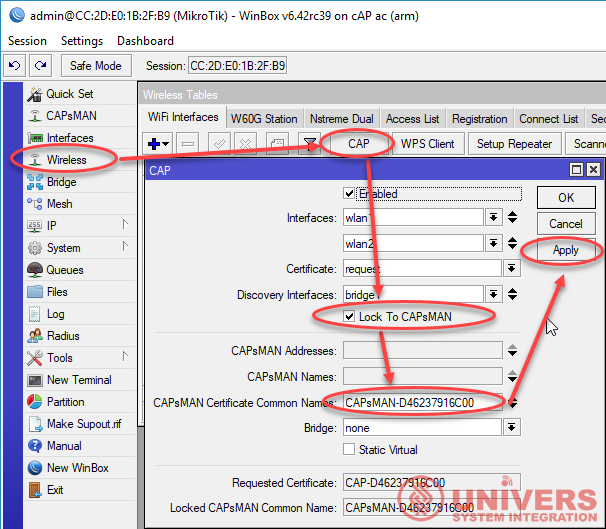 admin@CC:2D:E0:1B:2F:B9 (MikroTik) - WinBox v6.42rc39 on cAP ac (arm)
Session Settings Dashboard
Safe Mode Session: CC:2D:E0:1B:2F:B9
Quick Set
CAPsMAN
Interfaces
Wireless
Bridge
Mesh
IP
System
Queues
Files
Log
Radius
Tools
New Terminal
Partition
Make Supout.rif
Manual
New WinBox
Exit
Wireless Tables
WiFi Interfaces W60G Station Nstreme Dual Access List Registration Connect List Sec
CAP WPS Client Setup Repeater Scanne
CAP
Enabled
Interfaces: wlan1
wlan2
Certificate: request
Discovery Interfaces: bridge1
Lock To CAPsMAN
CAPsMAN Addresses:
CAPsMAN Names:
CAPsMAN Certificate Common Names: CAPsMAN-D46237916C00
Bridge: none
Static Virtual
Requested Certificate: CAP-D46237916C00
Locked CAPsMAN Common Name: CAPsMAN-D46237916C00
OK
Cancel
Apply
UNIVERS
SYSTEM INTEGRATION